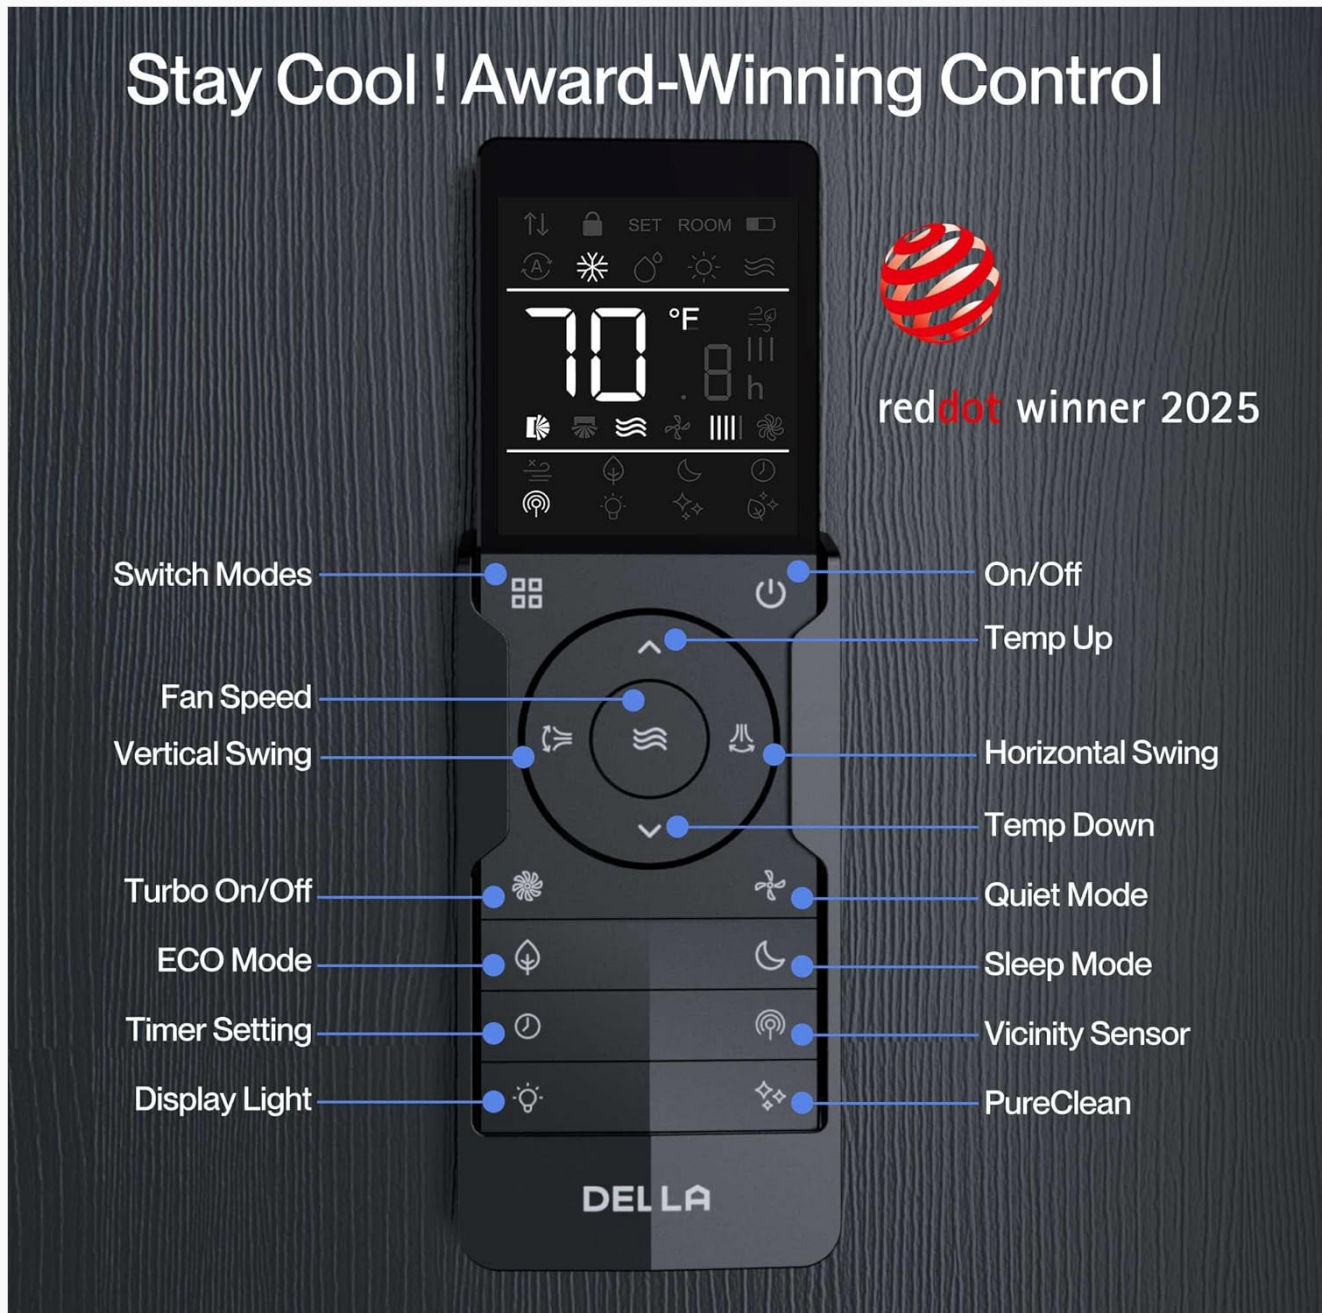 Stay Cool ! Award-Winning Control
SET ROOM
A
70 °F
.8 h
reddot winner 2025
Switch Modes
On/Off
Temp Up
Fan Speed
Vertical Swing
Horizontal Swing
Temp Down
Turbo On/Off
Quiet Mode
ECO Mode
Sleep Mode
Timer Setting
Vicinity Sensor
Display Light
PureClean
DELLA